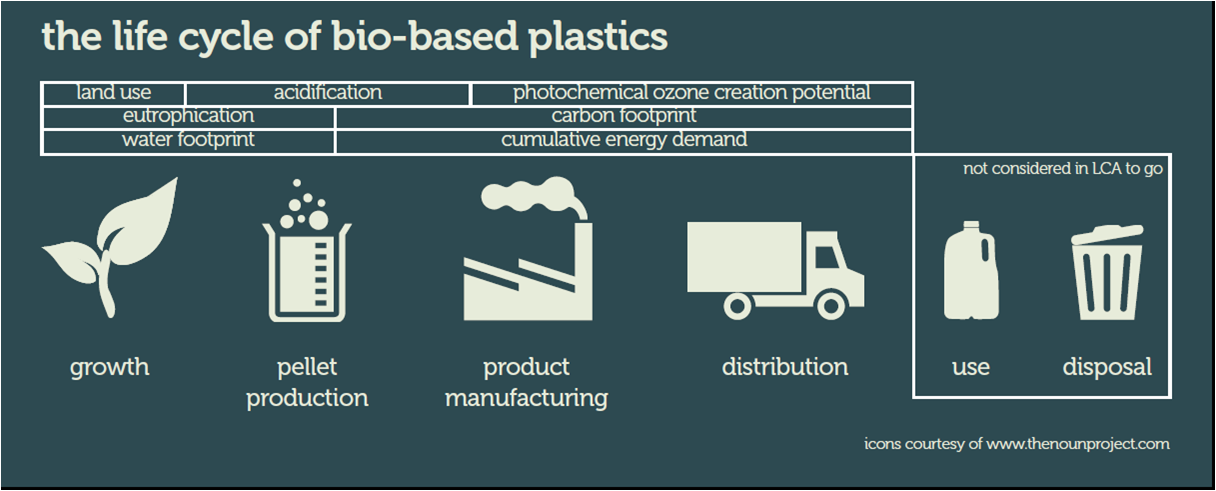 the life cycle of bio-based plastics
land use acidification photochemical ozone creation potential
eutrophication carbon footprint
water footprint cumulative energy demand
not considered in LCA to go
growth pellet production product manufacturing distribution use disposal
icons courtesy of www.thenounproject.com